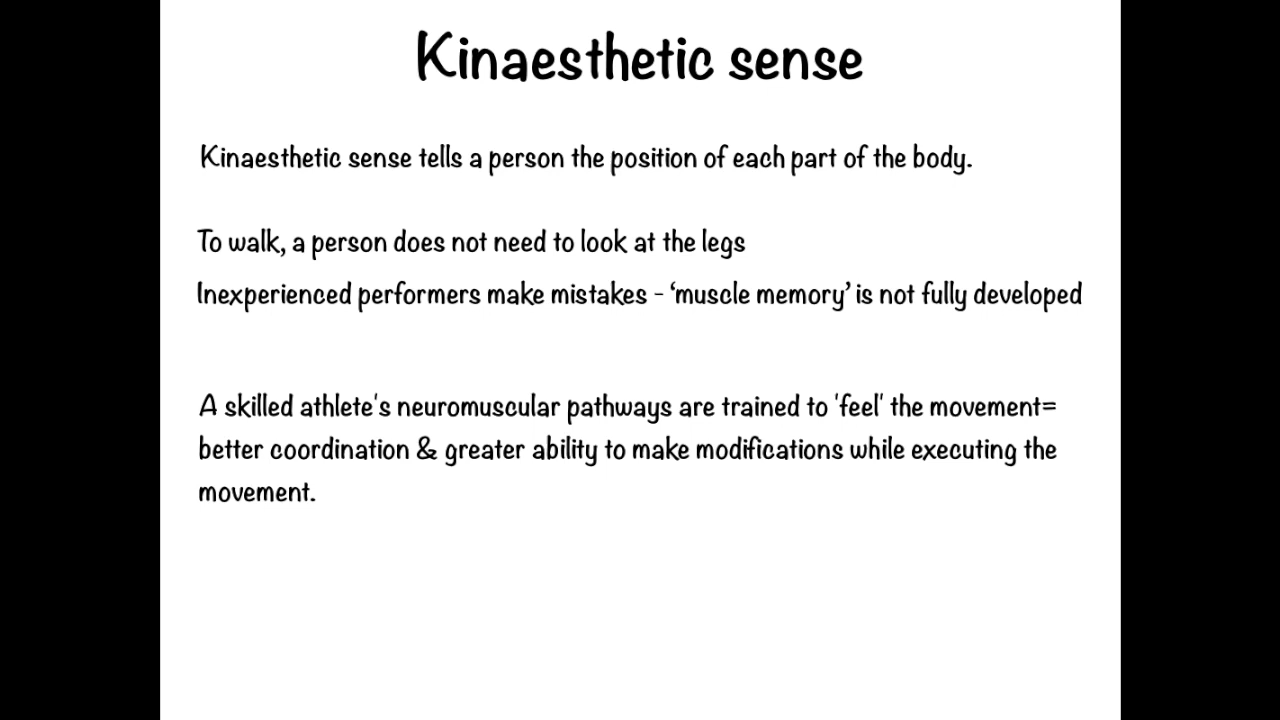 Kinaesthetic sense
Kinaesthetic sense tells a person the position of each part of the body.
To walk, a person does not need to look at the legs
Inexperienced performers make mistakes - ‘muscle memory’ is not fully developed
A skilled athlete's neuromuscular pathways are trained to 'feel' the movement=
better coordination & greater ability to make modifications while executing the
movement.